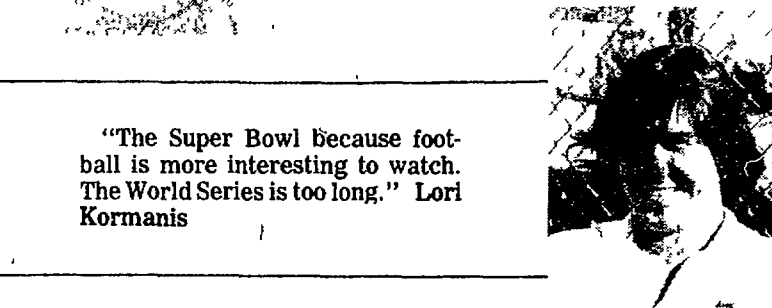 “The Super Bowl because foot-
ball is more interesting to watch.
The World Series is too long.” Lori
Kormanis